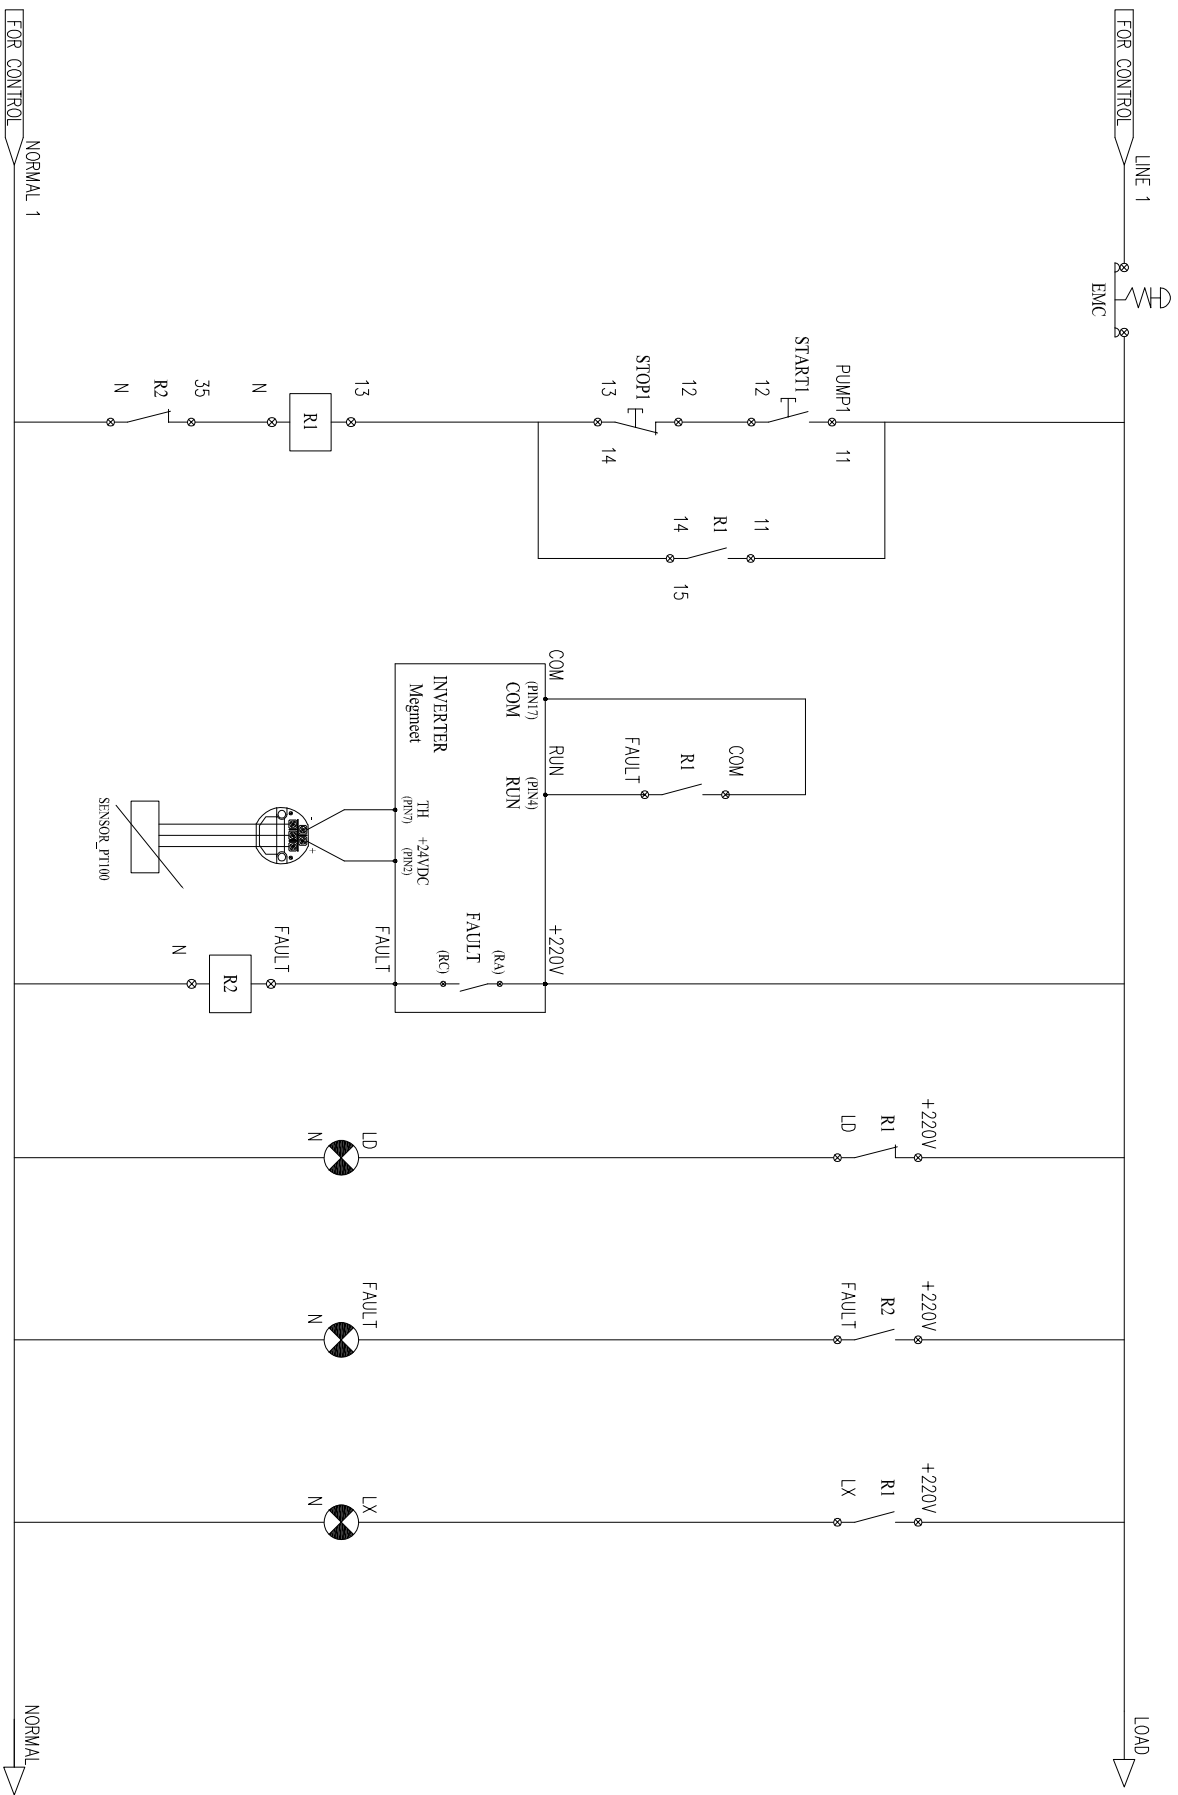 FOR CONTROL
LINE 1
EMC
LOAD
PUMP1
11
START1
12
12
STOP1
13
14
11
R1
14
15
13
R1
N
35
R2
N
COM
R1
FAULT
COM
RUN
+220V
(PIN17)
COM
(PIN4)
RUN
INVERTER
Megmeet
FAULT
(RA)
(RC)
TH
(PIN7)
+24VDC
(PIN2)
-
+
SENSOR_PT100
FAULT
FAULT
R2
N
+220V
R1
LD
LD
N
+220V
R2
FAULT
FAULT
N
+220V
R1
LX
LX
N
FOR CONTROL
NORMAL 1
NORMAL